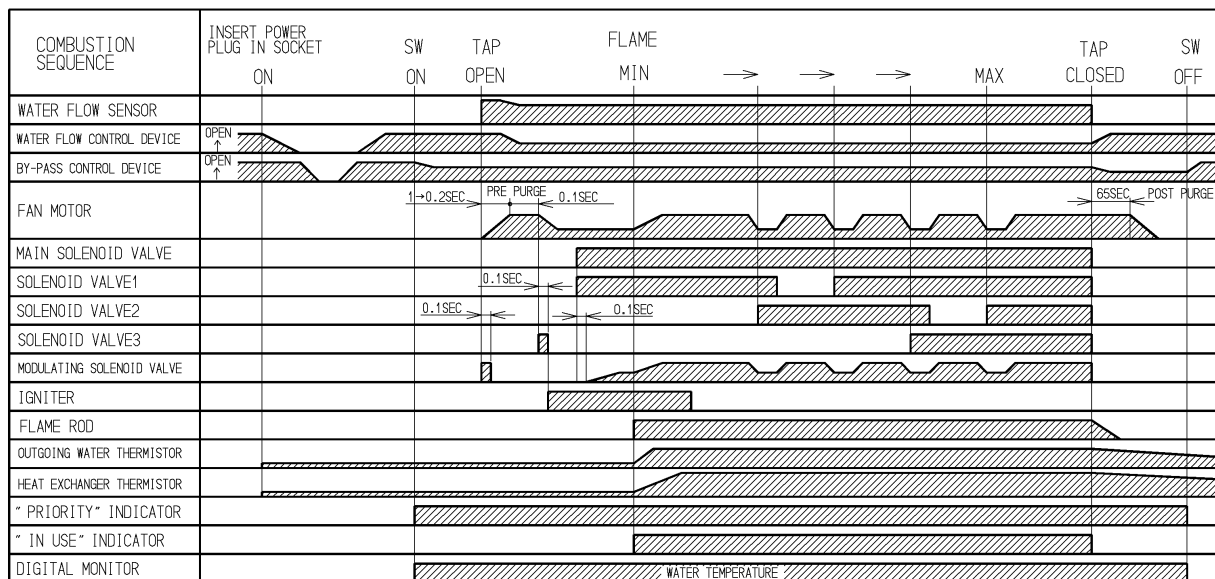 COMBUSTION
SEQUENCE
INSERT POWER
PLUG IN SOCKET
ON
SW
ON
TAP
OPEN
FLAME
MIN
MAX
TAP
CLOSED
SW
OFF
WATER FLOW SENSOR
WATER FLOW CONTROL DEVICE
OPEN
↑
BY-PASS CONTROL DEVICE
OPEN
↑
FAN MOTOR
1→0.2SEC
PRE PURGE
0.1SEC
65SEC
POST PURGE
MAIN SOLENOID VALVE
SOLENOID VALVE1
0.1SEC
SOLENOID VALVE2
0.1SEC
0.1SEC
SOLENOID VALVE3
MODULATING SOLENOID VALVE
IGNITER
FLAME ROD
OUTGOING WATER THERMISTOR
HEAT EXCHANGER THERMISTOR
" PRIORITY" INDICATOR
" IN USE" INDICATOR
DIGITAL MONITOR
WATER TEMPERATURE